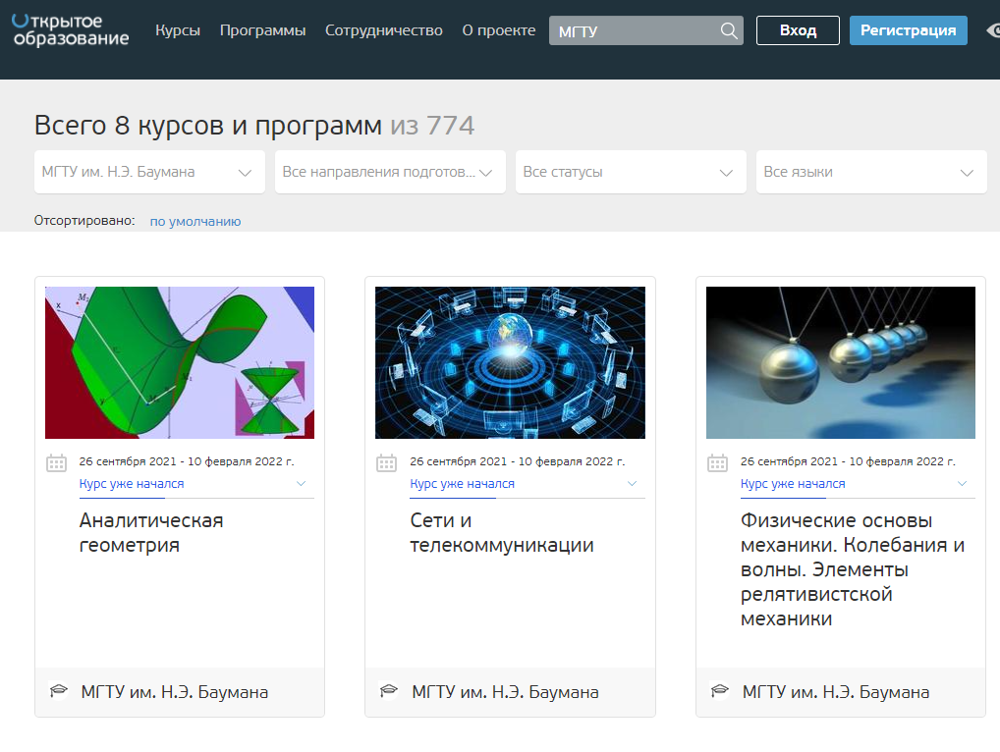 Открытое
образование
Курсы Программы Сотрудничество О проекте МГТУ Вход Регистрация
Всего 8 курсов и программ из 774
МГТУ им. Н.Э. Баумана Все направления подготов... Все статусы Все языки
Отсортировано: по умолчанию
26 сентября 2021 - 10 февраля 2022 г.
Курс уже начался
Аналитическая
геометрия
МГТУ им. Н.Э. Баумана
26 сентября 2021 - 10 февраля 2022 г.
Курс уже начался
Сети и
телекоммуникации
МГТУ им. Н.Э. Баумана
26 сентября 2021 - 10 февраля 2022 г.
Курс уже начался
Физические основы
механики. Колебания и
волны. Элементы
релятивистской
механики
МГТУ им. Н.Э. Баумана